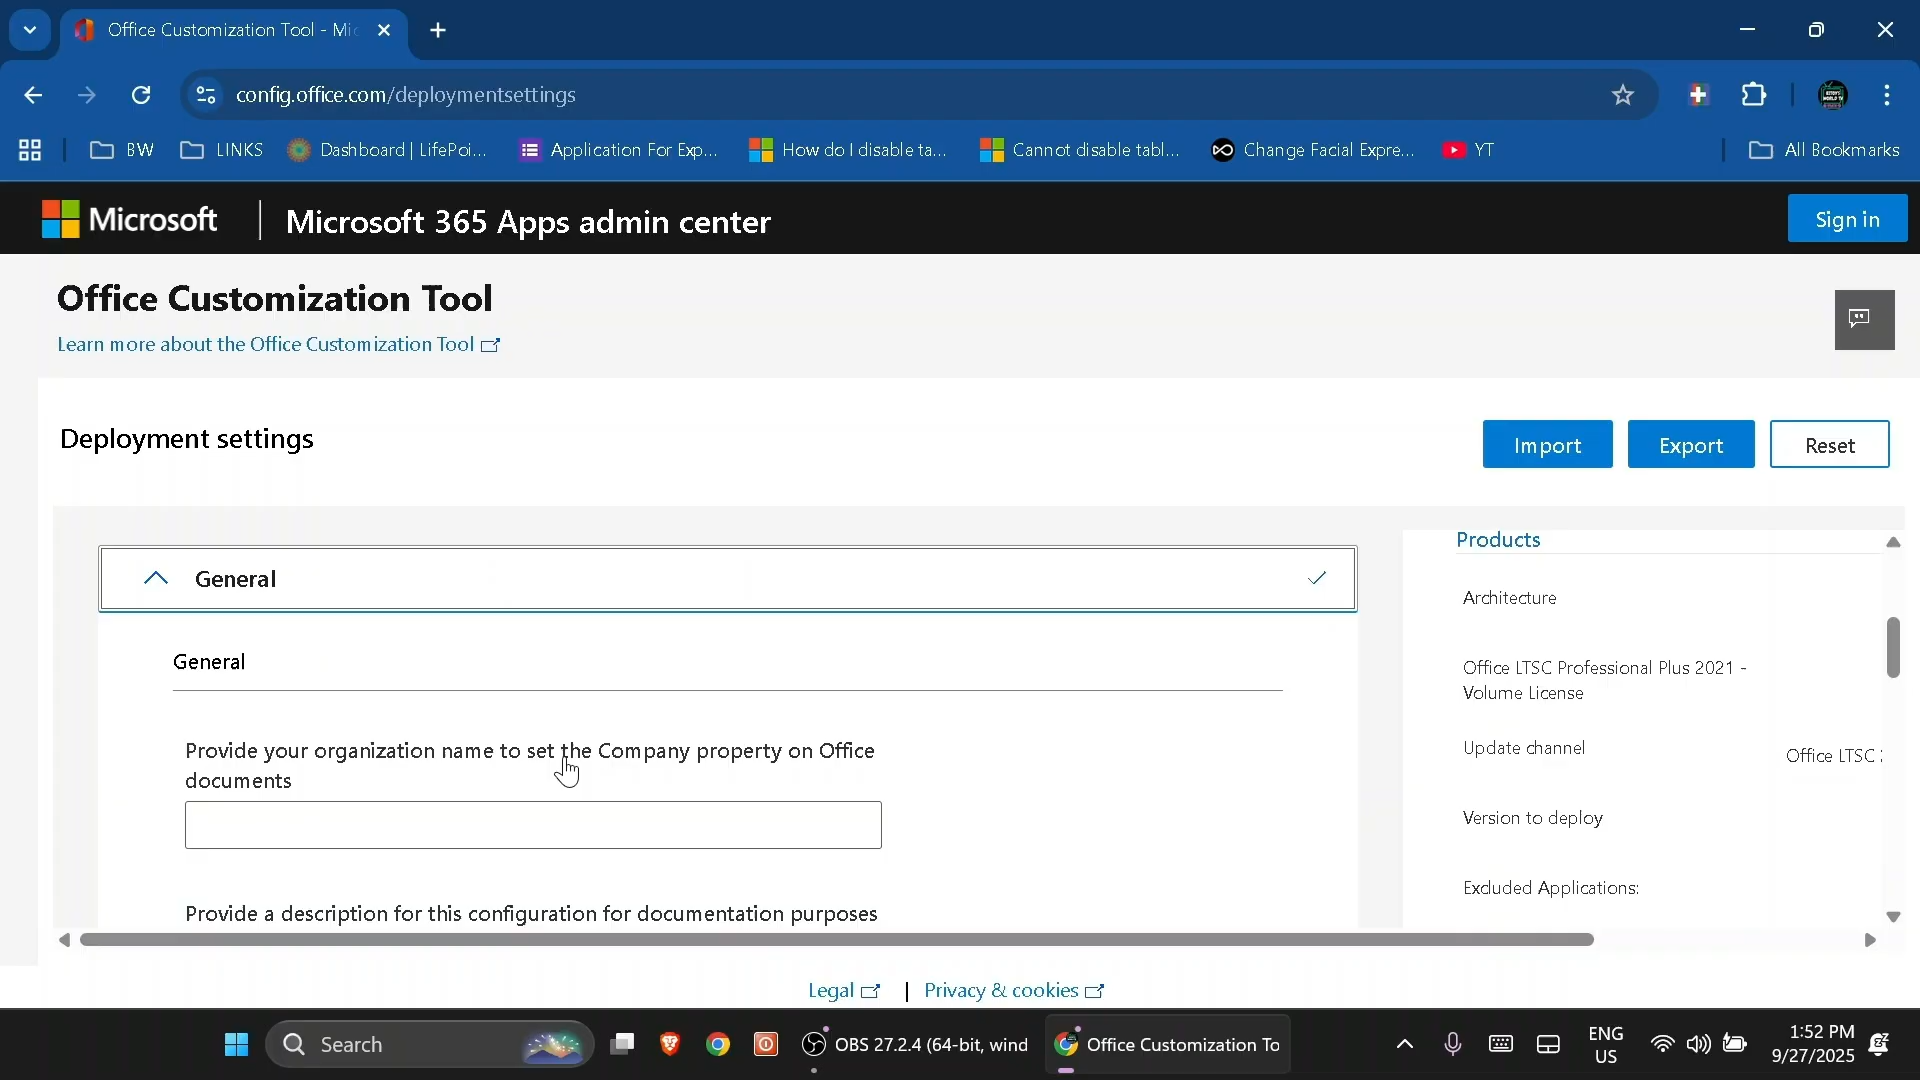 Office Customization Tool - Mic
config.office.com/deploymentsettings
BW
LINKS
Dashboard | LifePoi...
Application For Exp...
How do I disable ta...
Cannot disable tabl...
Change Facial Expre...
YT
All Bookmarks
Microsoft
Microsoft 365 Apps admin center
Sign in
Office Customization Tool
Learn more about the Office Customization Tool
Deployment settings
Import
Export
Reset
General
General
Provide your organization name to set the Company property on Office
documents
Provide a description for this configuration for documentation purposes
Products
Architecture
Office LTSC Professional Plus 2021 -
Volume License
Update channel
Office LTSC
Version to deploy
Excluded Applications:
Legal
|
Privacy & cookies
Search
OBS 27.2.4 (64-bit, wind
Office Customization To
ENG
US
1:52 PM
9/27/2025